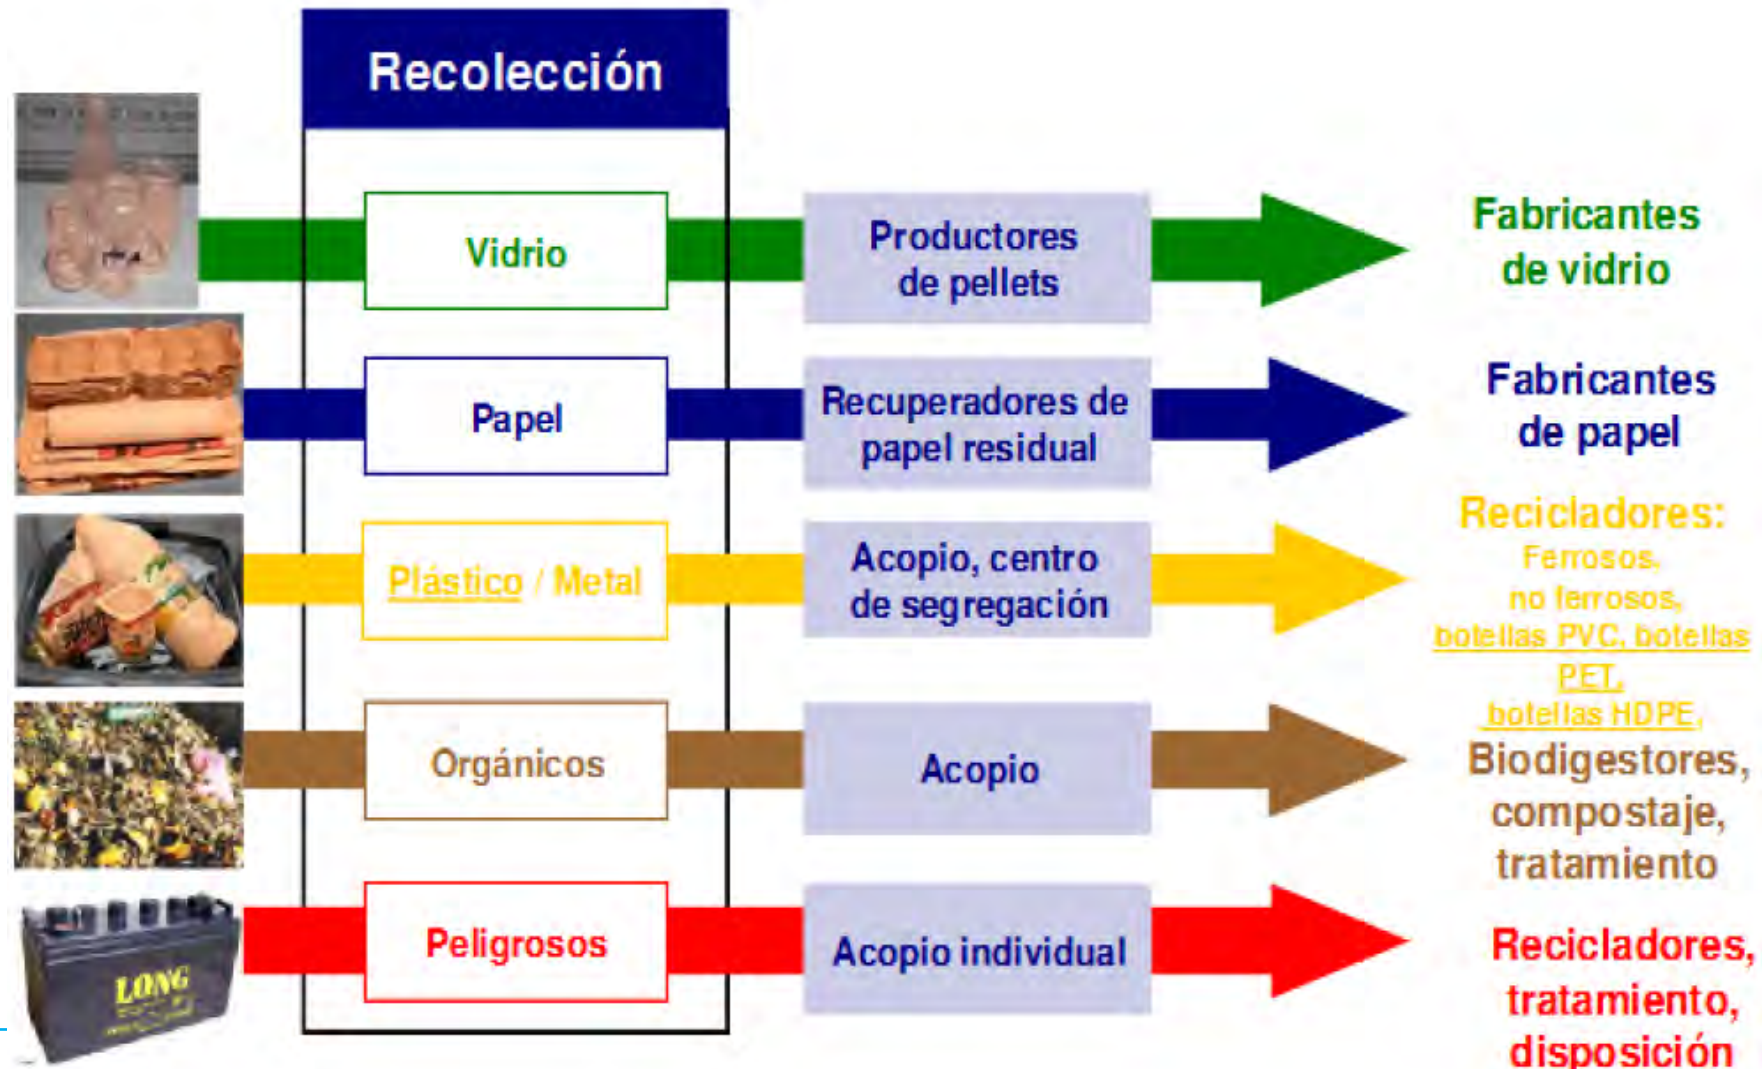 Recolección
Vidrio
Productores
de pellets
Fabricantes
de vidrio
Papel
Recuperadores de
papel residual
Fabricantes
de papel
Plástico / Metal
Acopio, centro
de segregación
Recicladores:
Ferrosos,
no ferrosos,
botellas PVC, botellas
PET,
botellas HDPE,
Orgánicos
Acopio
Biodigestores,
compostaje,
tratamiento
LONG
Peligrosos
Acopio individual
Recicladores,
tratamiento,
disposición